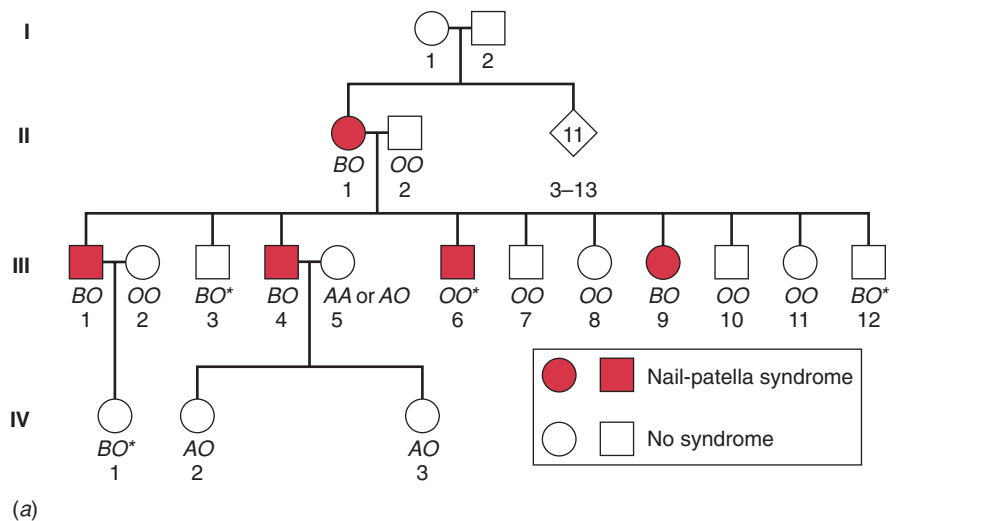 I
1 2
II
11
BO OO
1 2 3–13
III
BO OO BO* BO AA or AO OO* OO OO BO OO OO BO*
1 2 3 4 5 6 7 8 9 10 11 12
Nail-patella syndrome
IV
No syndrome
BO* AO AO
1 2 3
(a)